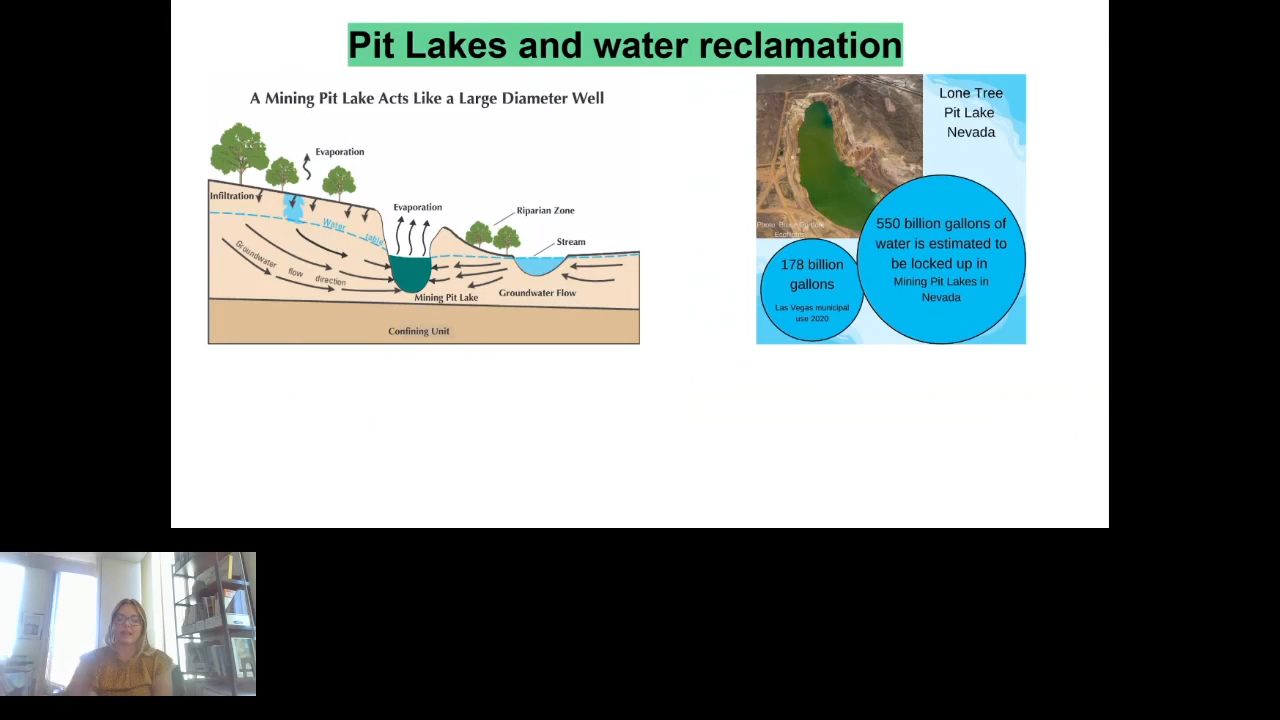 Pit Lakes and water reclamation
A Mining Pit Lake Acts Like a Large Diameter Well
Evaporation
Infiltration
Water table
Evaporation
Riparian Zone
Stream
Groundwater flow direction
Mining Pit Lake
Groundwater Flow
Confining Unit
Lone Tree
Pit Lake
Nevada
550 billion gallons of
water is estimated to
be locked up in
Mining Pit Lakes in
Nevada
178 billion
gallons
Las Vegas municipal
use 2020